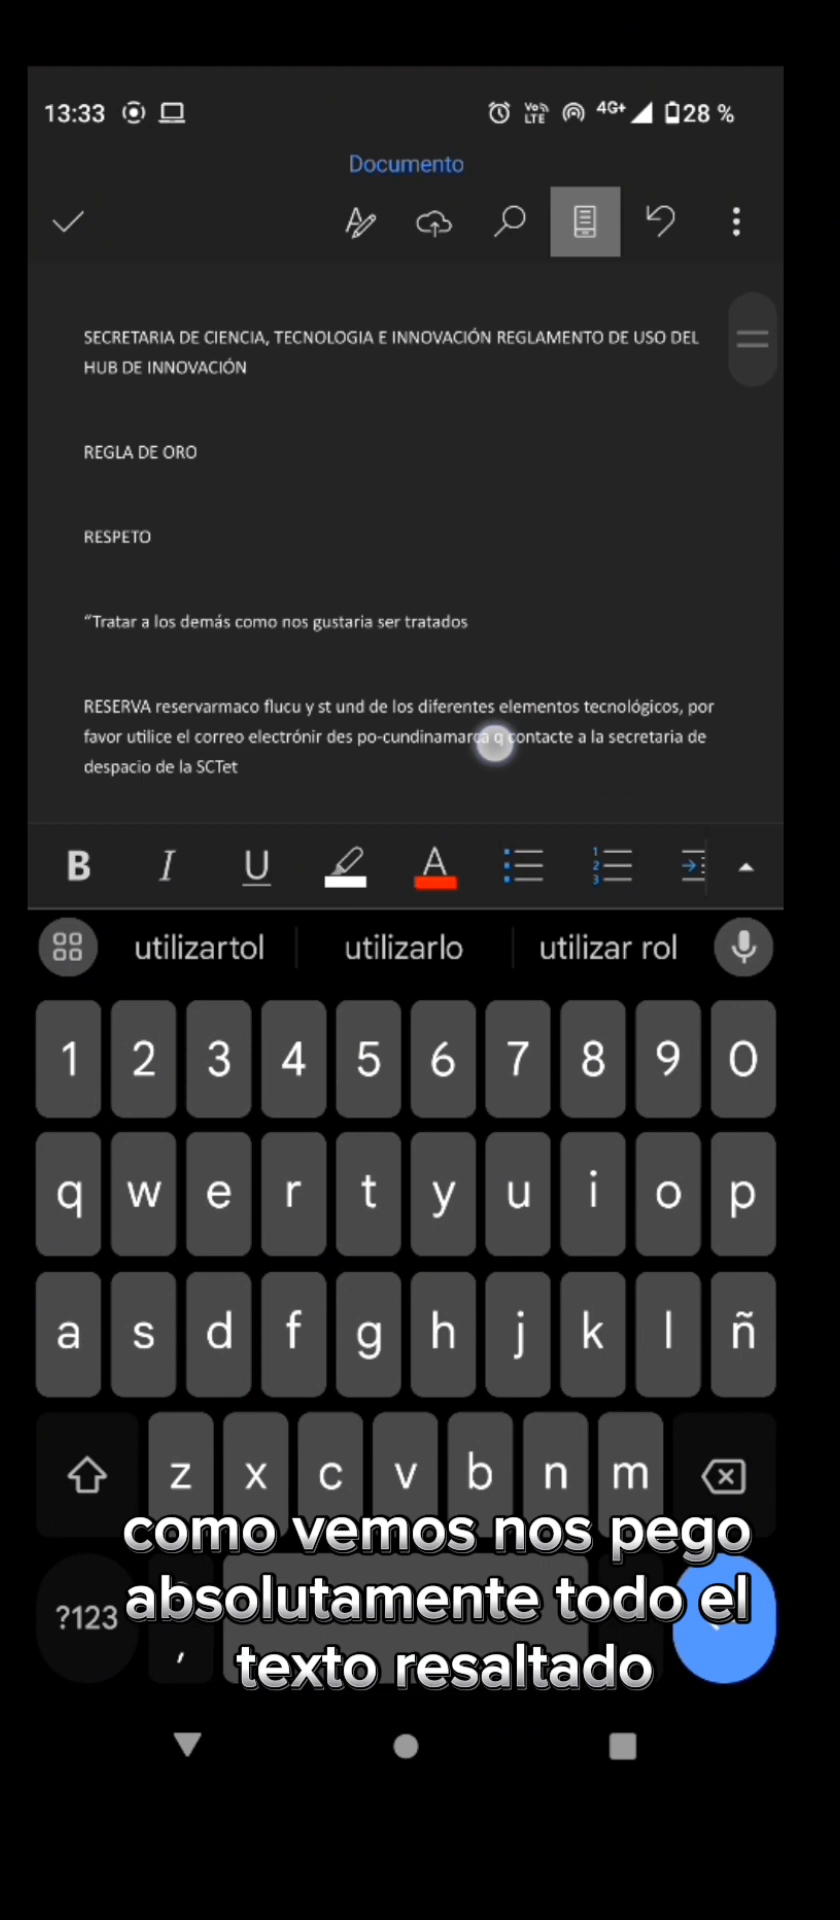 13:33 VoLTE 4G+ 28 %
Documento
SECRETARIA DE CIENCIA, TECNOLOGIA E INNOVACIÓN REGLAMENTO DE USO DEL
HUB DE INNOVACIÓN
REGLA DE ORO
RESPETO
“Tratar a los demás como nos gustaria ser tratados
RESERVA reservarmaco flucu y st und de los diferentes elementos tecnológicos, por
favor utilice el correo electrónir des po-cundinamarca q contacte a la secretaria de
despacio de la SCTet
B I U A
utilizartol utilizarlo utilizar rol
1 2 3 4 5 6 7 8 9 0
q w e r t y u i o p
a s d f g h j k l ñ
z x c v b n m
como vemos nos pego
?123 absolutamente todo el
, texto resaltado